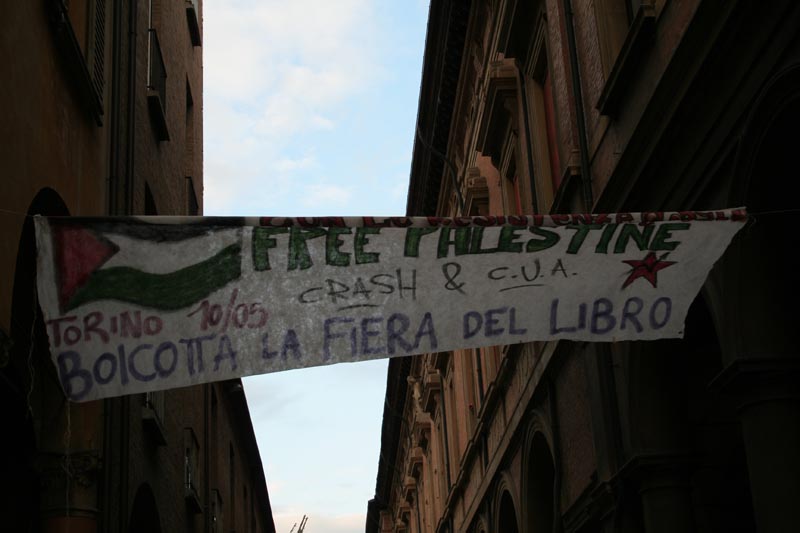 FREE PALESTINE
CRASH & C.U.A.
TORINO 10/05
BOICOTTA LA FIERA DEL LIBRO